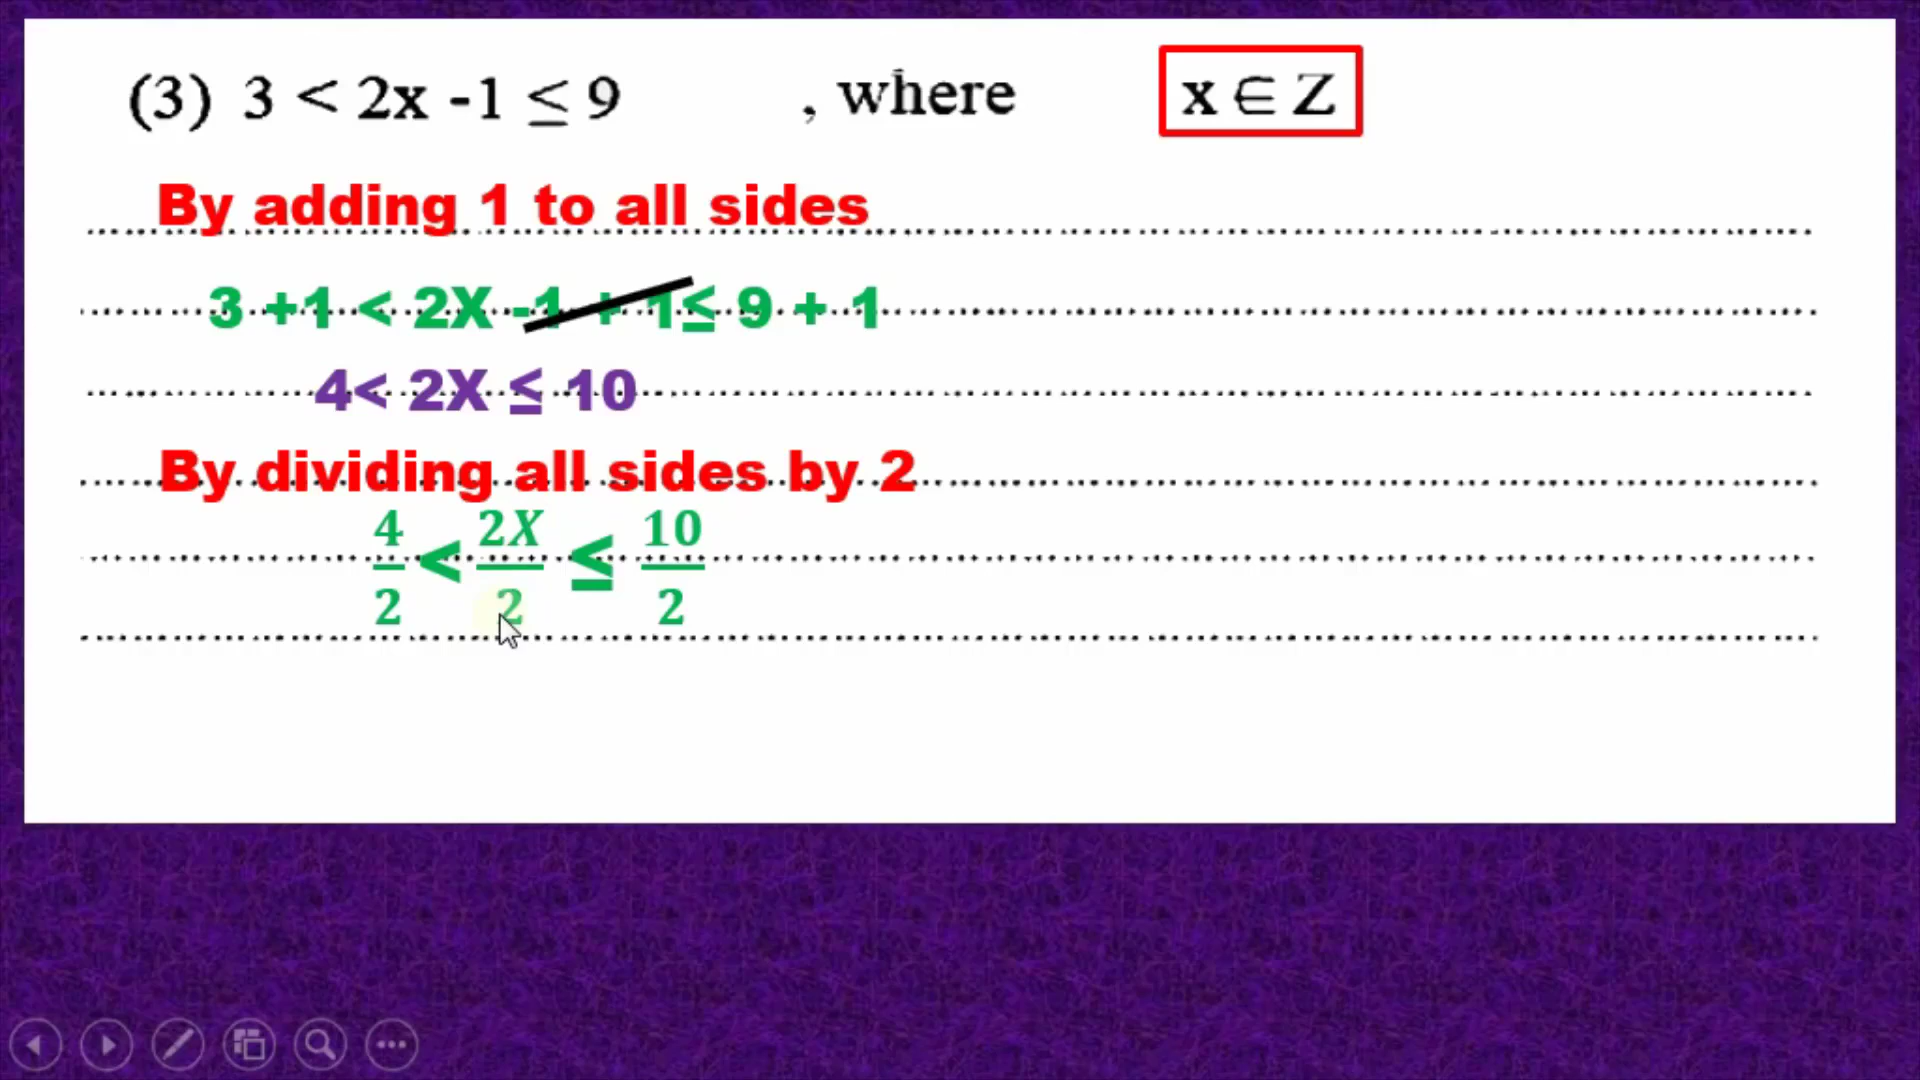 (3) 3 < 2x -1 ≤ 9 , where x ∈ Z
By adding 1 to all sides
3 +1 < 2X -1 + 1≤ 9 + 1
4< 2X ≤ 10
By dividing all sides by 2
4/2 < 2X/2 ≤ 10/2